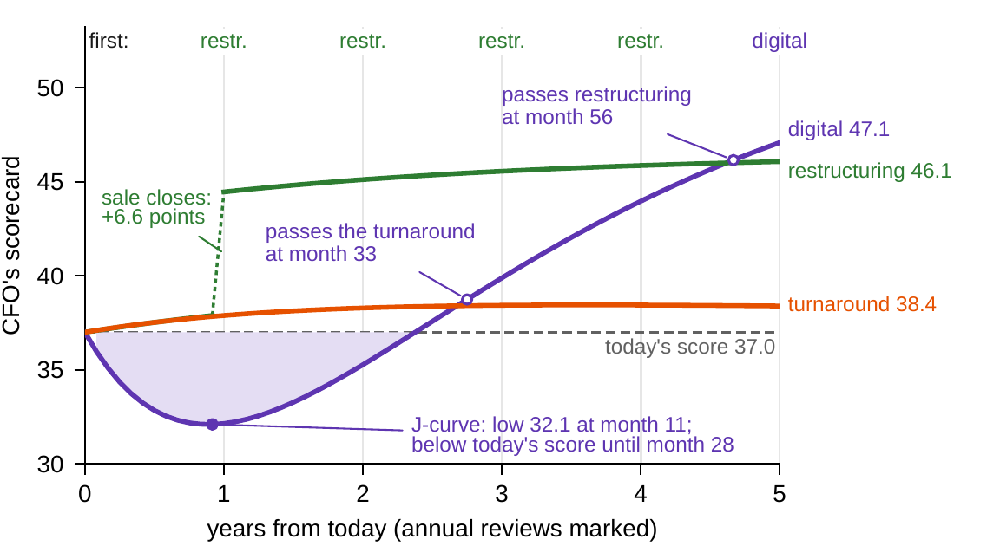 first: restr. restr. restr. restr. digital
50
45
40
35
30
CFO's scorecard
passes restructuring
at month 56
digital 47.1
restructuring 46.1
sale closes:
+6.6 points
passes the turnaround
at month 33
turnaround 38.4
today's score 37.0
J-curve: low 32.1 at month 11;
below today's score until month 28
0 1 2 3 4 5
years from today (annual reviews marked)